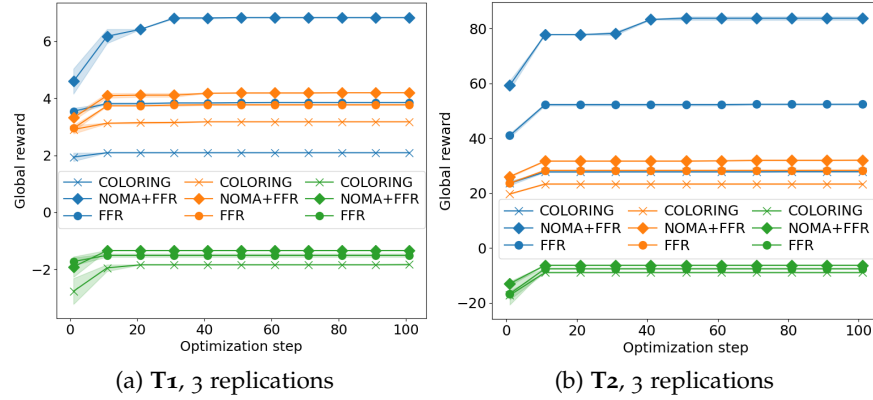 6
4
2
0
−2
Global reward
COLORING COLORING COLORING
NOMA+FFR NOMA+FFR NOMA+FFR
FFR FFR FFR
0 20 40 60 80 100
Optimization step
(a) T1, 3 replications
80
60
40
20
0
−20
Global reward
COLORING COLORING COLORING
NOMA+FFR NOMA+FFR NOMA+FFR
FFR FFR FFR
0 20 40 60 80 100
Optimization step
(b) T2, 3 replications